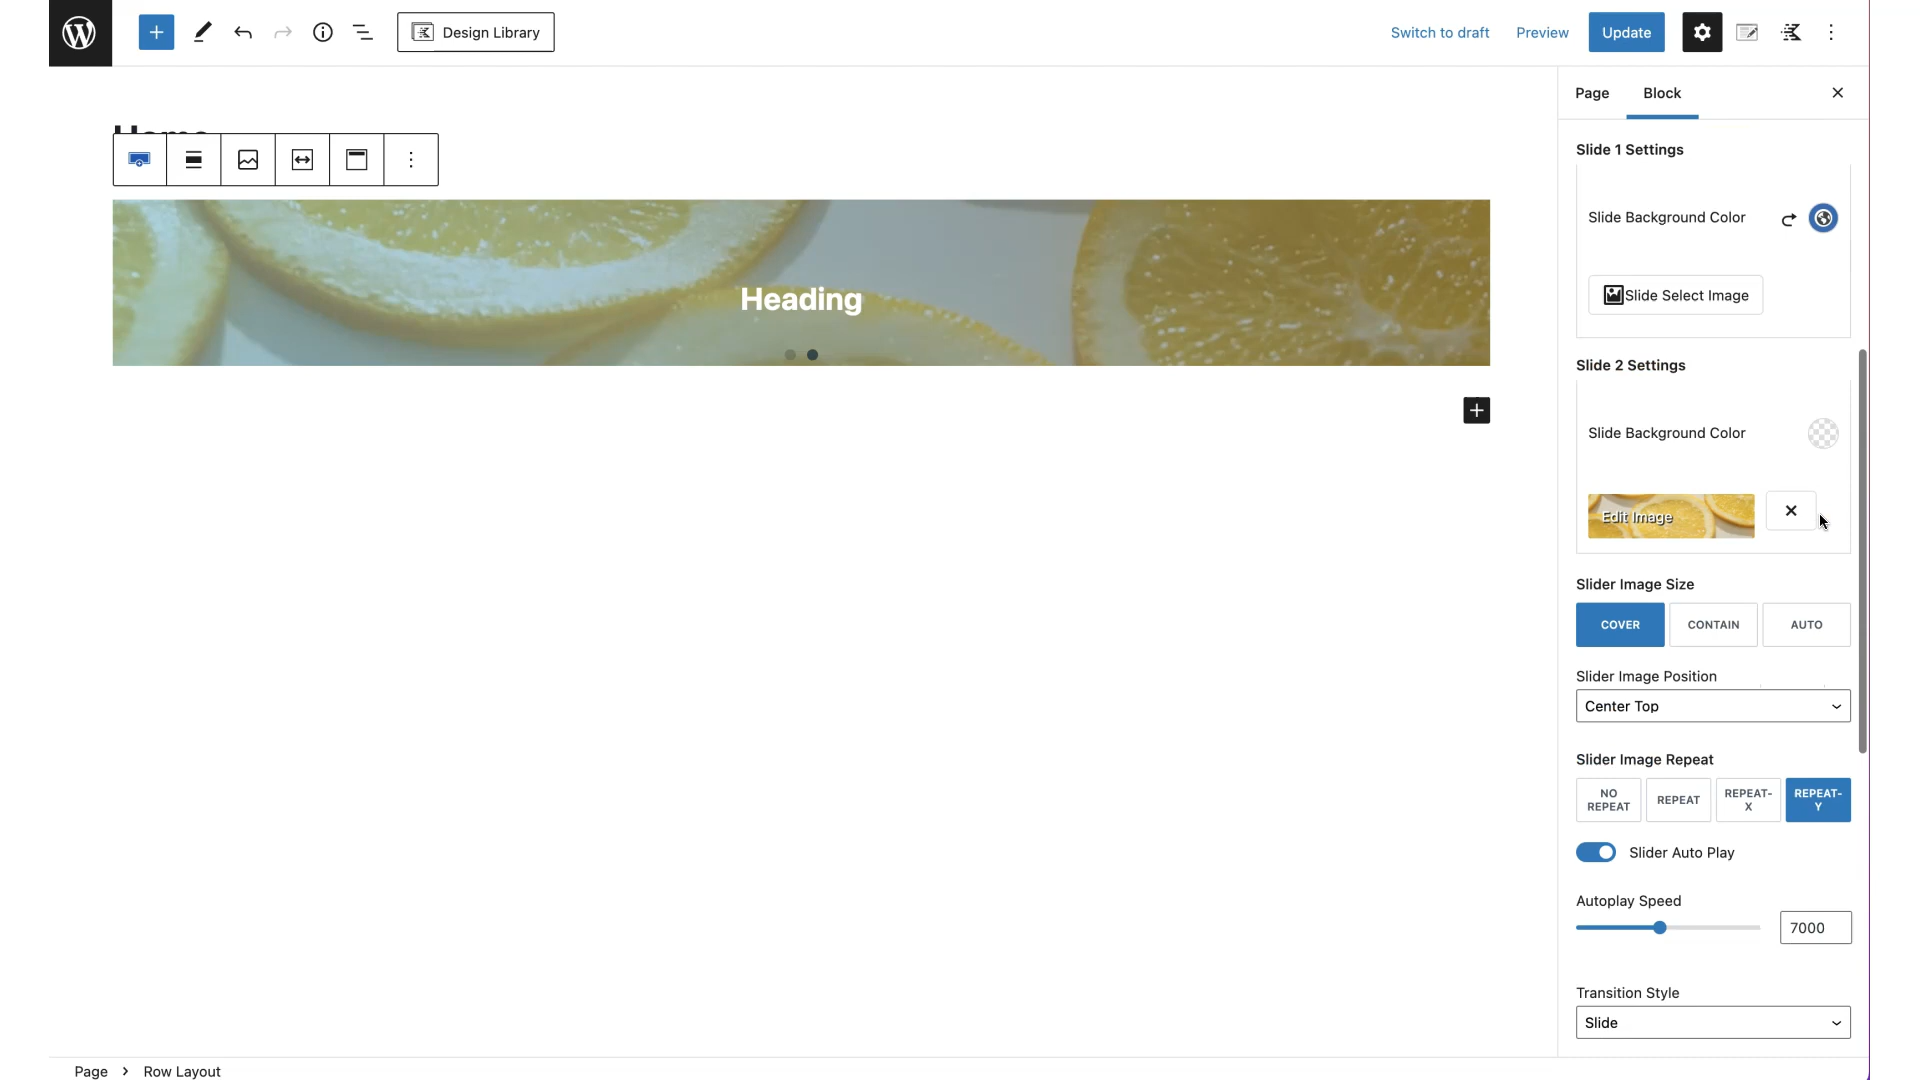 Design Library
Switch to draft
Preview
Update
Page
Block
Home
Heading
Slide 1 Settings
Slide Background Color
Slide Select Image
Slide 2 Settings
Slide Background Color
Edit Image
Slider Image Size
COVER
CONTAIN
AUTO
Slider Image Position
Center Top
Slider Image Repeat
NO
REPEAT
REPEAT
REPEAT-
X
REPEAT-
Y
Slider Auto Play
Autoplay Speed
7000
Transition Style
Slide
Page › Row Layout